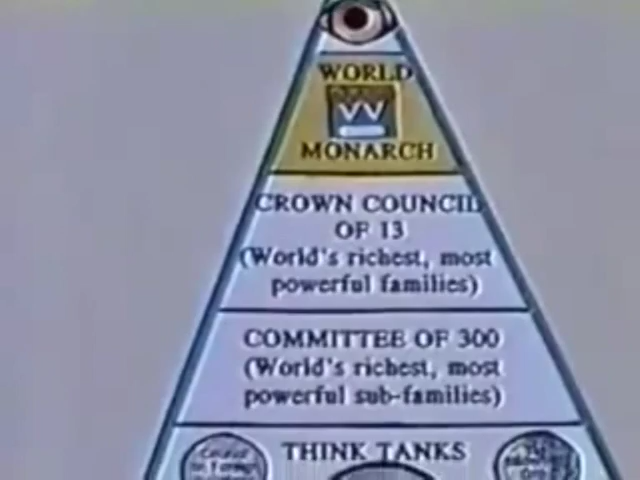 WORLD
MONARCH
CROWN COUNCIL
OF 13
(World's richest, most
powerful families)
COMMITTEE OF 300
(World's richest, most
powerful sub-families)
THINK TANKS